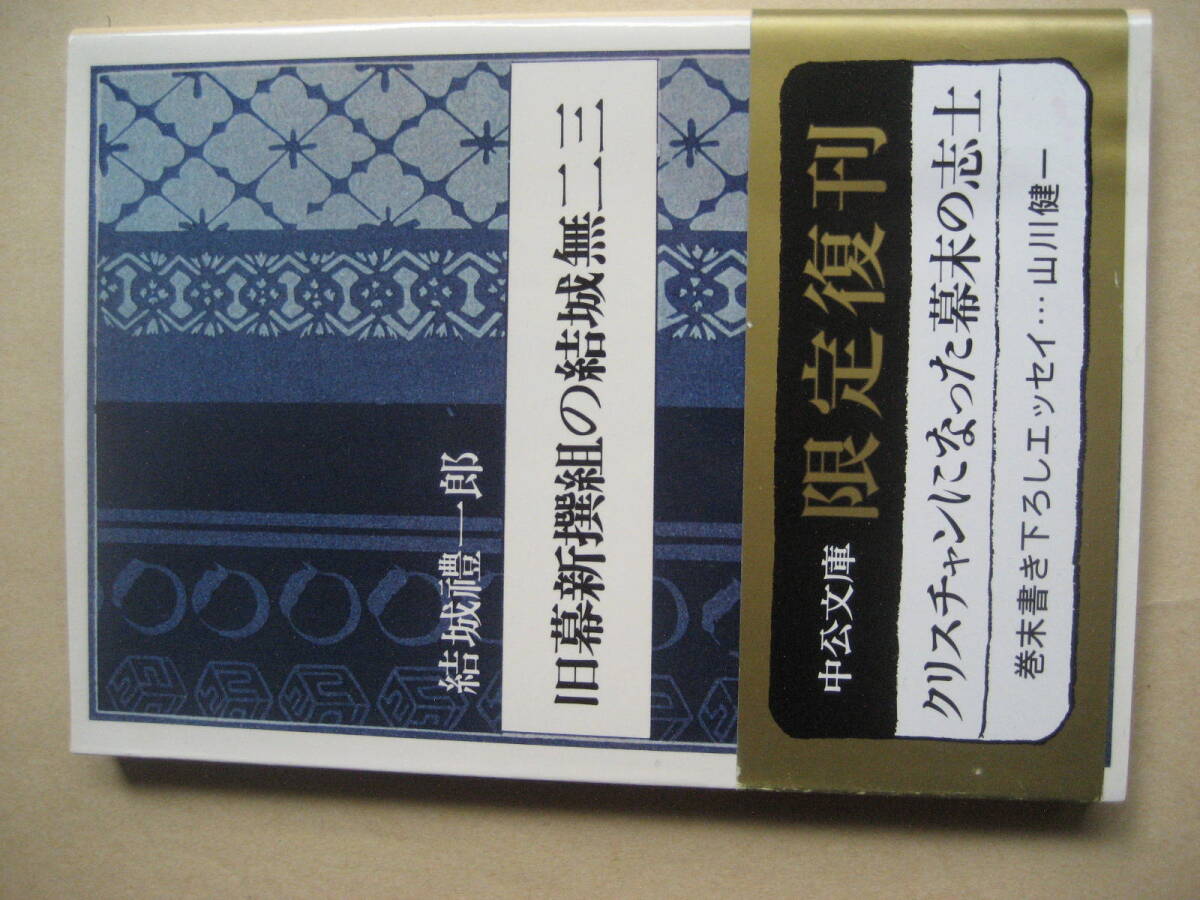 結城禮一郎
旧幕新撰組の結城無二三
中公文庫 限定復刊
クリスチャンになった幕末の志士
巻末書き下ろしエッセイ…山川健一